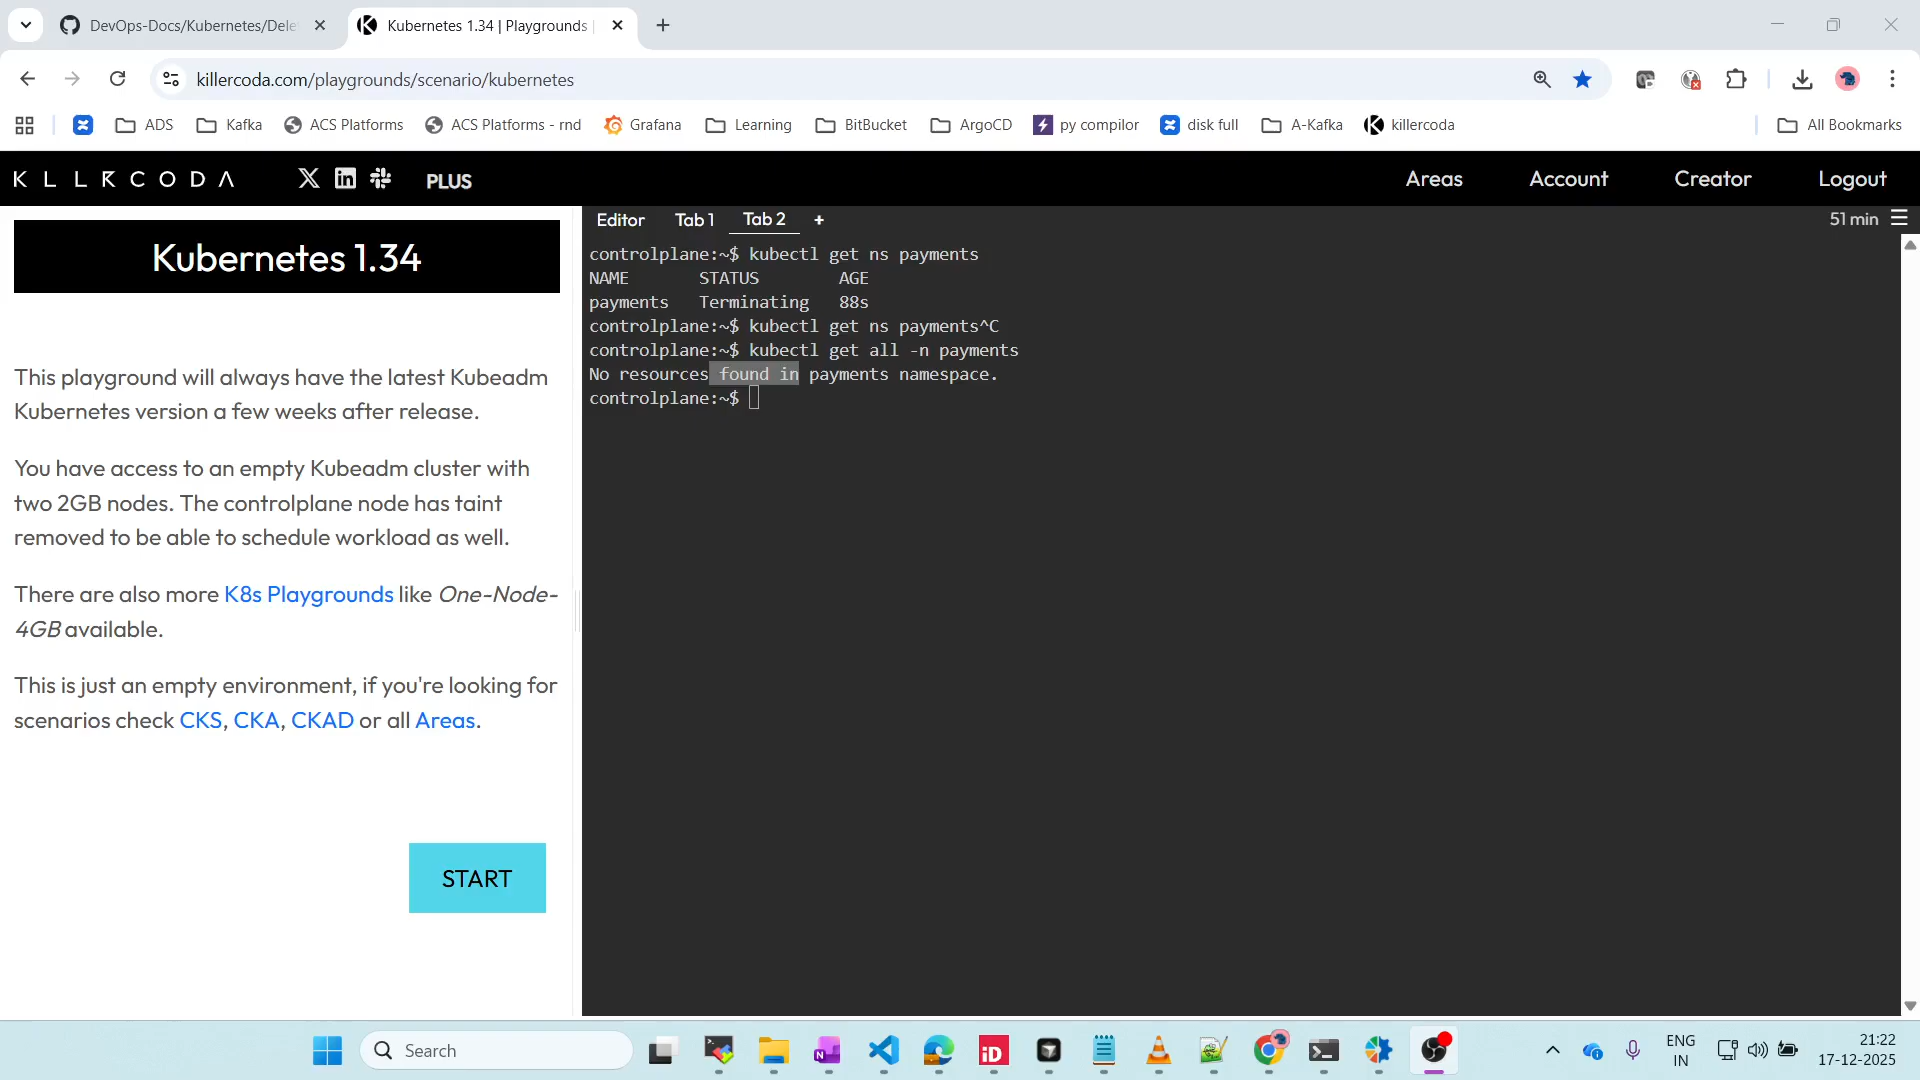 DevOps-Docs/Kubernetes/Dele
Kubernetes 1.34 | Playgrounds |
killercoda.com/playgrounds/scenario/kubernetes
ADS
Kafka
ACS Platforms
ACS Platforms - rnd
Grafana
Learning
BitBucket
ArgoCD
py compilor
disk full
A-Kafka
killercoda
All Bookmarks
KLLRCODA
PLUS
Areas
Account
Creator
Logout
Kubernetes 1.34
This playground will always have the latest Kubeadm
Kubernetes version a few weeks after release.
You have access to an empty Kubeadm cluster with
two 2GB nodes. The controlplane node has taint
removed to be able to schedule workload as well.
There are also more K8s Playgrounds like One-Node-
4GB available.
This is just an empty environment, if you're looking for
scenarios check CKS, CKA, CKAD or all Areas.
START
Editor
Tab 1
Tab 2
+
51 min
controlplane:~$ kubectl get ns payments
NAME STATUS AGE
payments Terminating 88s
controlplane:~$ kubectl get ns payments^C
controlplane:~$ kubectl get all -n payments
No resources found in payments namespace.
controlplane:~$
Search
ENG
IN
21:22
17-12-2025